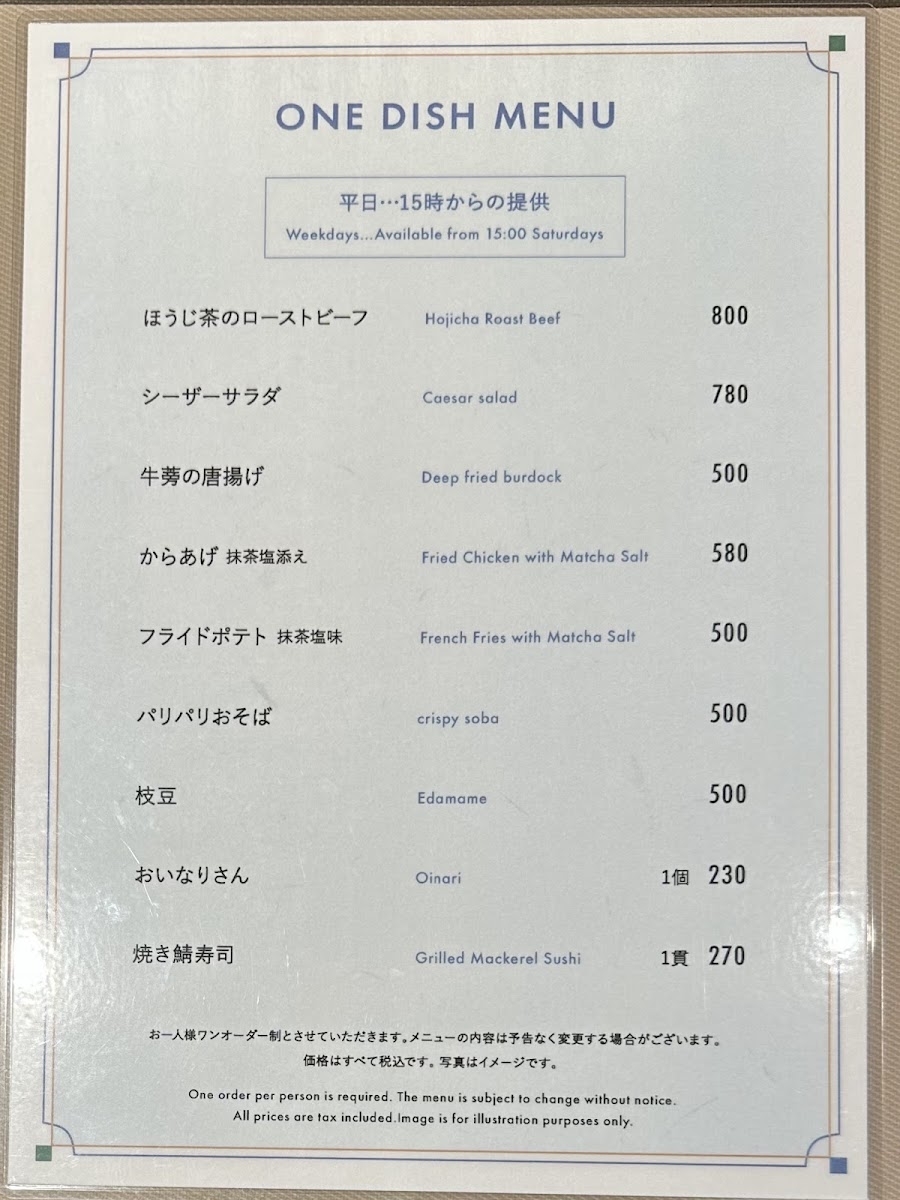 ONE DISH MENU
平日…15時からの提供
Weekdays...Available from 15:00 Saturdays
ほうじ茶のローストビーフ Hojicha Roast Beef 800
シーザーサラダ Caesar salad 780
牛蒡の唐揚げ Deep fried burdock 500
からあげ 抹茶塩添え Fried Chicken with Matcha Salt 580
フライドポテト 抹茶塩味 French Fries with Matcha Salt 500
パリパリおそば crispy soba 500
枝豆 Edamame 500
おいなりさん Oinari 1個 230
焼き鯖寿司 Grilled Mackerel Sushi 1貫 270
お一人様ワンオーダー制とさせていただきます。メニューの内容は予告なく変更する場合がございます。
価格はすべて税込です。写真はイメージです。
One order per person is required. The menu is subject to change without notice.
All prices are tax included.Image is for illustration purposes only.